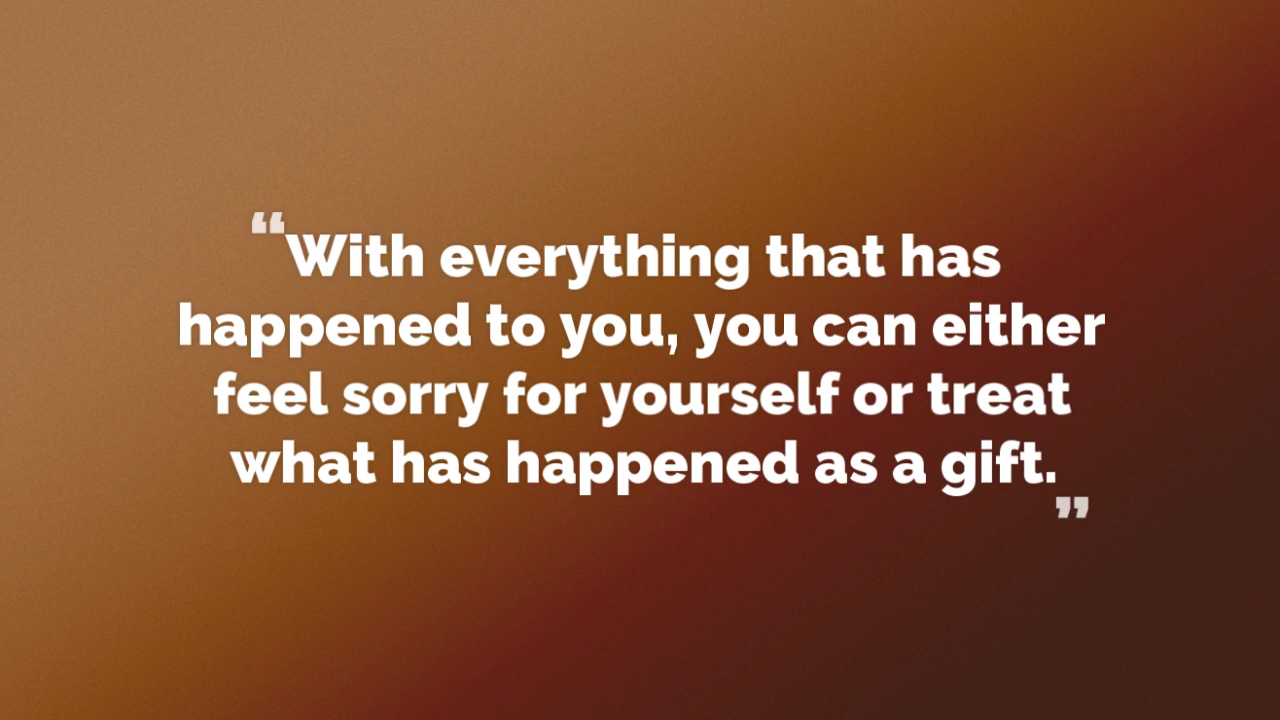 “With everything that has
happened to you, you can either
feel sorry for yourself or treat
what has happened as a gift.
”